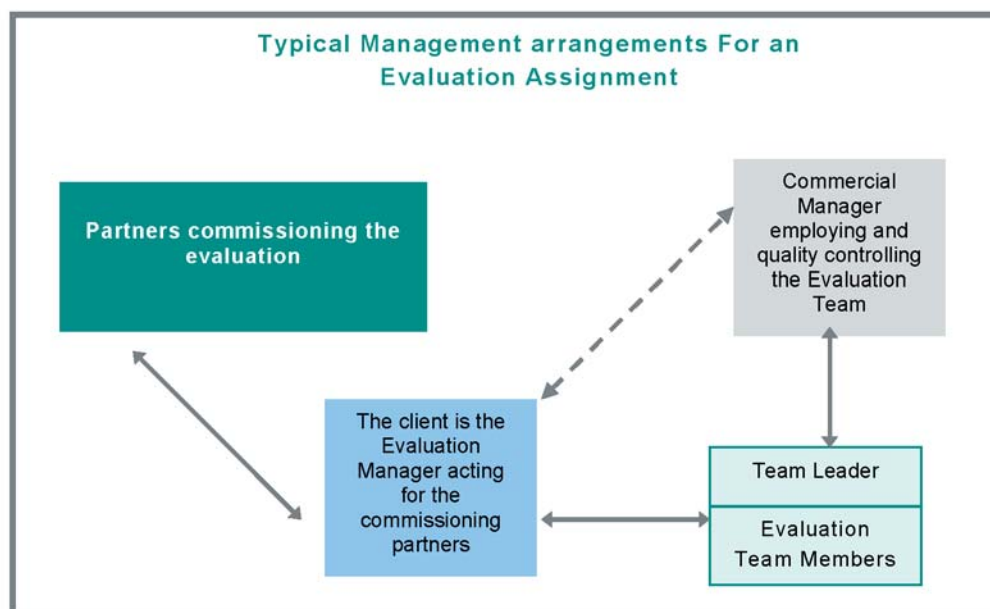 Typical Management arrangements For an
Evaluation Assignment
Partners commissioning the
evaluation
Commercial
Manager
employing and
quality controlling
the Evaluation
Team
The client is the
Evaluation
Manager acting
for the
commissioning
partners
Team Leader
Evaluation
Team Members